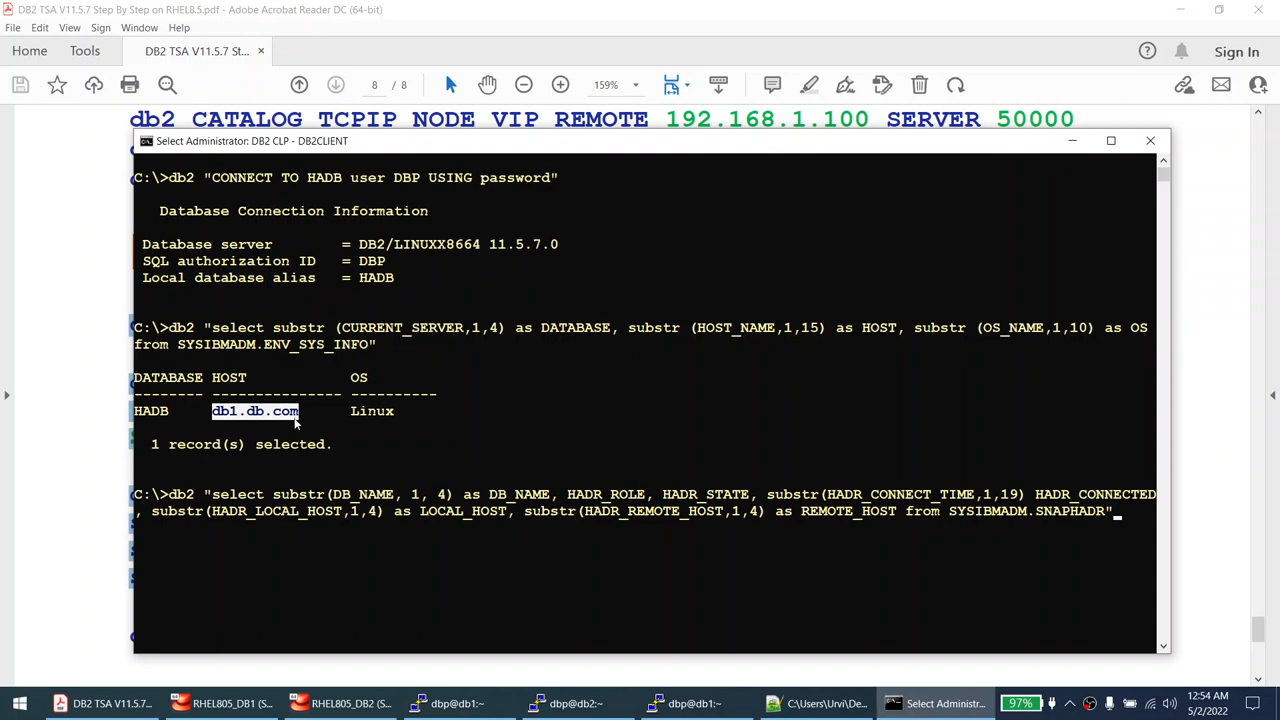 DB2 TSA V11.5.7 Step By Step on RHEL8.5.pdf - Adobe Acrobat Reader DC (64-bit)
File Edit View Sign Window Help
Home Tools DB2 TSA V11.5.7 St... × Sign In
8 / 8 159%
db2 CATALOG TCPIP NODE VIP REMOTE 192.168.1.100 SERVER 50000
Select Administrator: DB2 CLP - DB2CLIENT
C:\>db2 "CONNECT TO HADB user DBP USING password"
Database Connection Information
Database server = DB2/LINUXX8664 11.5.7.0
SQL authorization ID = DBP
Local database alias = HADB
C:\>db2 "select substr (CURRENT_SERVER,1,4) as DATABASE, substr (HOST_NAME,1,15) as HOST, substr (OS_NAME,1,10) as OS
from SYSIBMADM.ENV_SYS_INFO"
DATABASE HOST OS
-------- --------------- ----------
HADB db1.db.com Linux
1 record(s) selected.
C:\>db2 "select substr(DB_NAME, 1, 4) as DB_NAME, HADR_ROLE, HADR_STATE, substr(HADR_CONNECT_TIME,1,19) HADR_CONNECTED
, substr(HADR_LOCAL_HOST,1,4) as LOCAL_HOST, substr(HADR_REMOTE_HOST,1,4) as REMOTE_HOST from SYSIBMADM.SNAPHADR"
DB2 TSA V11.5.7... RHEL805_DB1 (S... RHEL805_DB2 (S... dbp@db1:~ dbp@db2:~ dbp@db1:~ C:\Users\Urvi\De... Select Administr... 97% 12:54 AM
5/2/2022